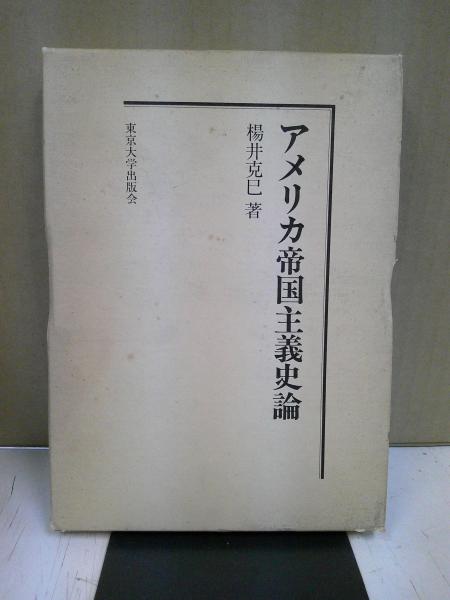 アメリカ帝国主義史論
楊井克巳 著
東京大学出版会